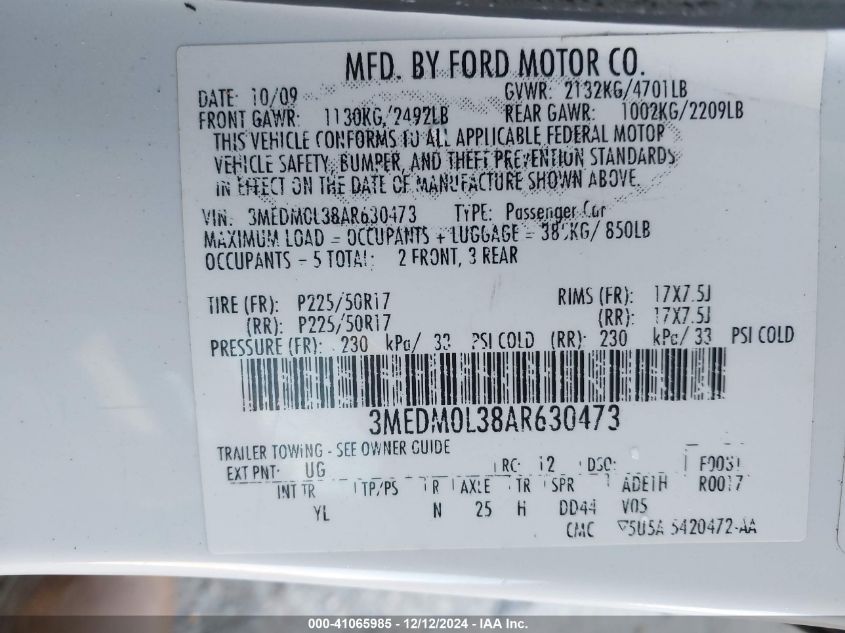 MFD. BY FORD MOTOR CO.
DATE: 10/09 GVWR: 2132KG/4701LB
FRONT GAWR: 1130KG/2492LB REAR GAWR: 1002KG/2209LB
THIS VEHICLE CONFORMS TO ALL APPLICABLE FEDERAL MOTOR
VEHICLE SAFETY, BUMPER, AND THEFT PREVENTION STANDARDS
IN EFFECT ON THE DATE OF MANUFACTURE SHOWN ABOVE.
VIN: 3MEDM0L38AR630473 TYPE: Passenger Car
MAXIMUM LOAD = OCCUPANTS + LUGGAGE = 385KG/ 850LB
OCCUPANTS - 5 TOTAL: 2 FRONT, 3 REAR
TIRE (FR): P225/50R17 RIMS (FR): 17X7.5J
(RR): P225/50R17 (RR): 17X7.5J
PRESSURE (FR): 230 kPa/ 33 PSI COLD (RR): 230 kPa/ 33 PSI COLD
3MEDM0L38AR630473
TRAILER TOWING - SEE OWNER GUIDE
EXT PNT: UG RC: 12 DSO: F0031
INT TR TP/PS R AXLE TR SPR R0017
YL N 25 H DD44 V05
CMC 5U5A 5420472-AA
000-41065985 - 12/12/2024 - IAAI.com